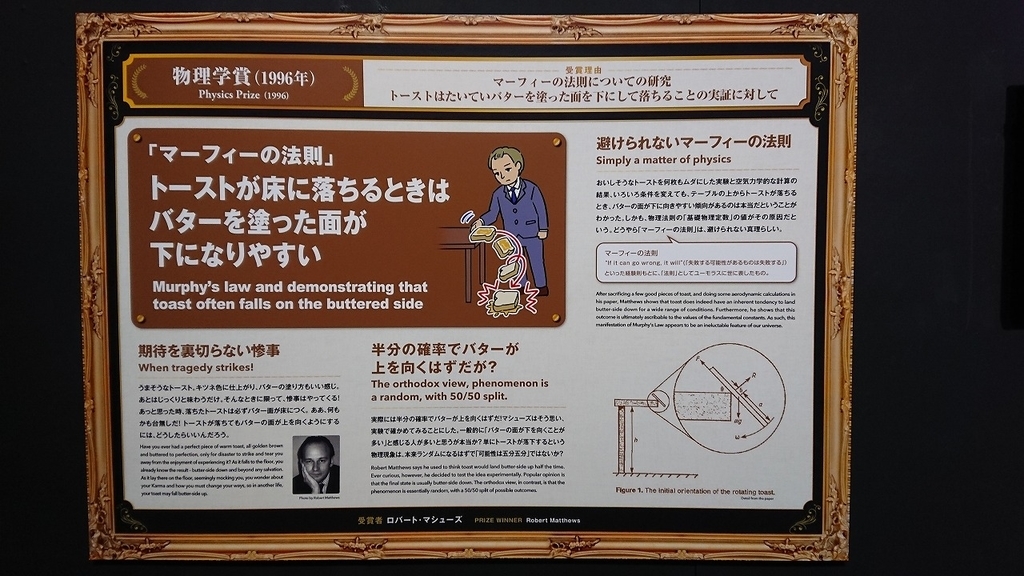 物理学賞(1996年)
Physics Prize (1996)
受賞理由
マーフィーの法則についての研究
トーストはたいていバターを塗った面を下にして落ちることの実証に対して
「マーフィーの法則」
トーストが床に落ちるときは
バターを塗った面が
下になりやすい
Murphy's law and demonstrating that
toast often falls on the buttered side
避けられないマーフィーの法則
Simply a matter of physics
おいしそうなトーストを何枚もムダにした実験と空気力学的な計算の
結果、いろいろ条件を変えても、テーブルの上からトーストが落ちる
とき、バターの面が下に向きやすい傾向があるのは本当だということが
わかった。しかも、物理法則の「基礎物理定数」の値がその原因だと
いう。どうやら「マーフィーの法則」は、避けられない真理らしい。
マーフィーの法則
"If it can go wrong, it will"(「失敗する可能性があるものは失敗する」)
といった経験則をもとに、「法則」としてユーモラスに世に表したもの。
After sacrificing a few good pieces of toast, and doing some aerodynamic calculations in
his paper, Matthews shows that toast does indeed have an inherent tendency to land
butter-side down for a wide range of conditions. Furthermore, he shows that this
outcome is ultimately ascribable to the values of the fundamental constants. As such, this
manifestation of Murphy's Law appears to be an ineluctable feature of our universe.
期待を裏切らない惨事
When tragedy strikes!
うまそうなトースト。キツネ色に仕上がり、バターの塗り方もいい感じ。
あとはじっくりと味わうだけ。そんなときに限って、惨事はやってくる!
あっと思った時、落ちたトーストは必ずバター面が床につく。ああ、何も
かも台無しだ!トーストが落ちてもバターの面が上に向くようにする
には、どうしたらいいんだろう。
Have you ever had a perfect piece of warm toast, all golden brown
and buttered to perfection, only for disaster to strike and tear you
away from the enjoyment of experiencing it? As it falls to the floor, you
already know the result - butter-side down and beyond any salvation.
As it lay there on the floor, seemingly mocking you, you wonder about
your Karma and how you must change your ways, so in another life,
your toast may fall butter-side up.
Photo by Robert Matthews
半分の確率でバターが
上を向くはずだが?
The orthodox view, phenomenon is
a random, with 50/50 split.
実際には半分の確率でバターが上を向くはずだ!マシューズはそう思い、
実験で確かめてみることにした。一般的に「バターの面が下を向くことが
多い」と感じる人が多いと思うが本当か?単にトーストが落下するという
物理現象は、本来ランダムになるはずで「可能性は五分五分」ではないか?
Robert Matthews says he used to think toast would land butter-side up half the time.
Ever curious, however, he decided to test the idea experimentally. Popular opinion is
that the final state is usually butter-side down. The orthodox view, in contrast, is that the
phenomenon is essentially random, with a 50/50 split of possible outcomes.
P
R
θ
a
mg
ω
h
Figure 1. The initial orientation of the rotating toast.
受賞者 ロバート・マシューズ PRIZE WINNER Robert Matthews